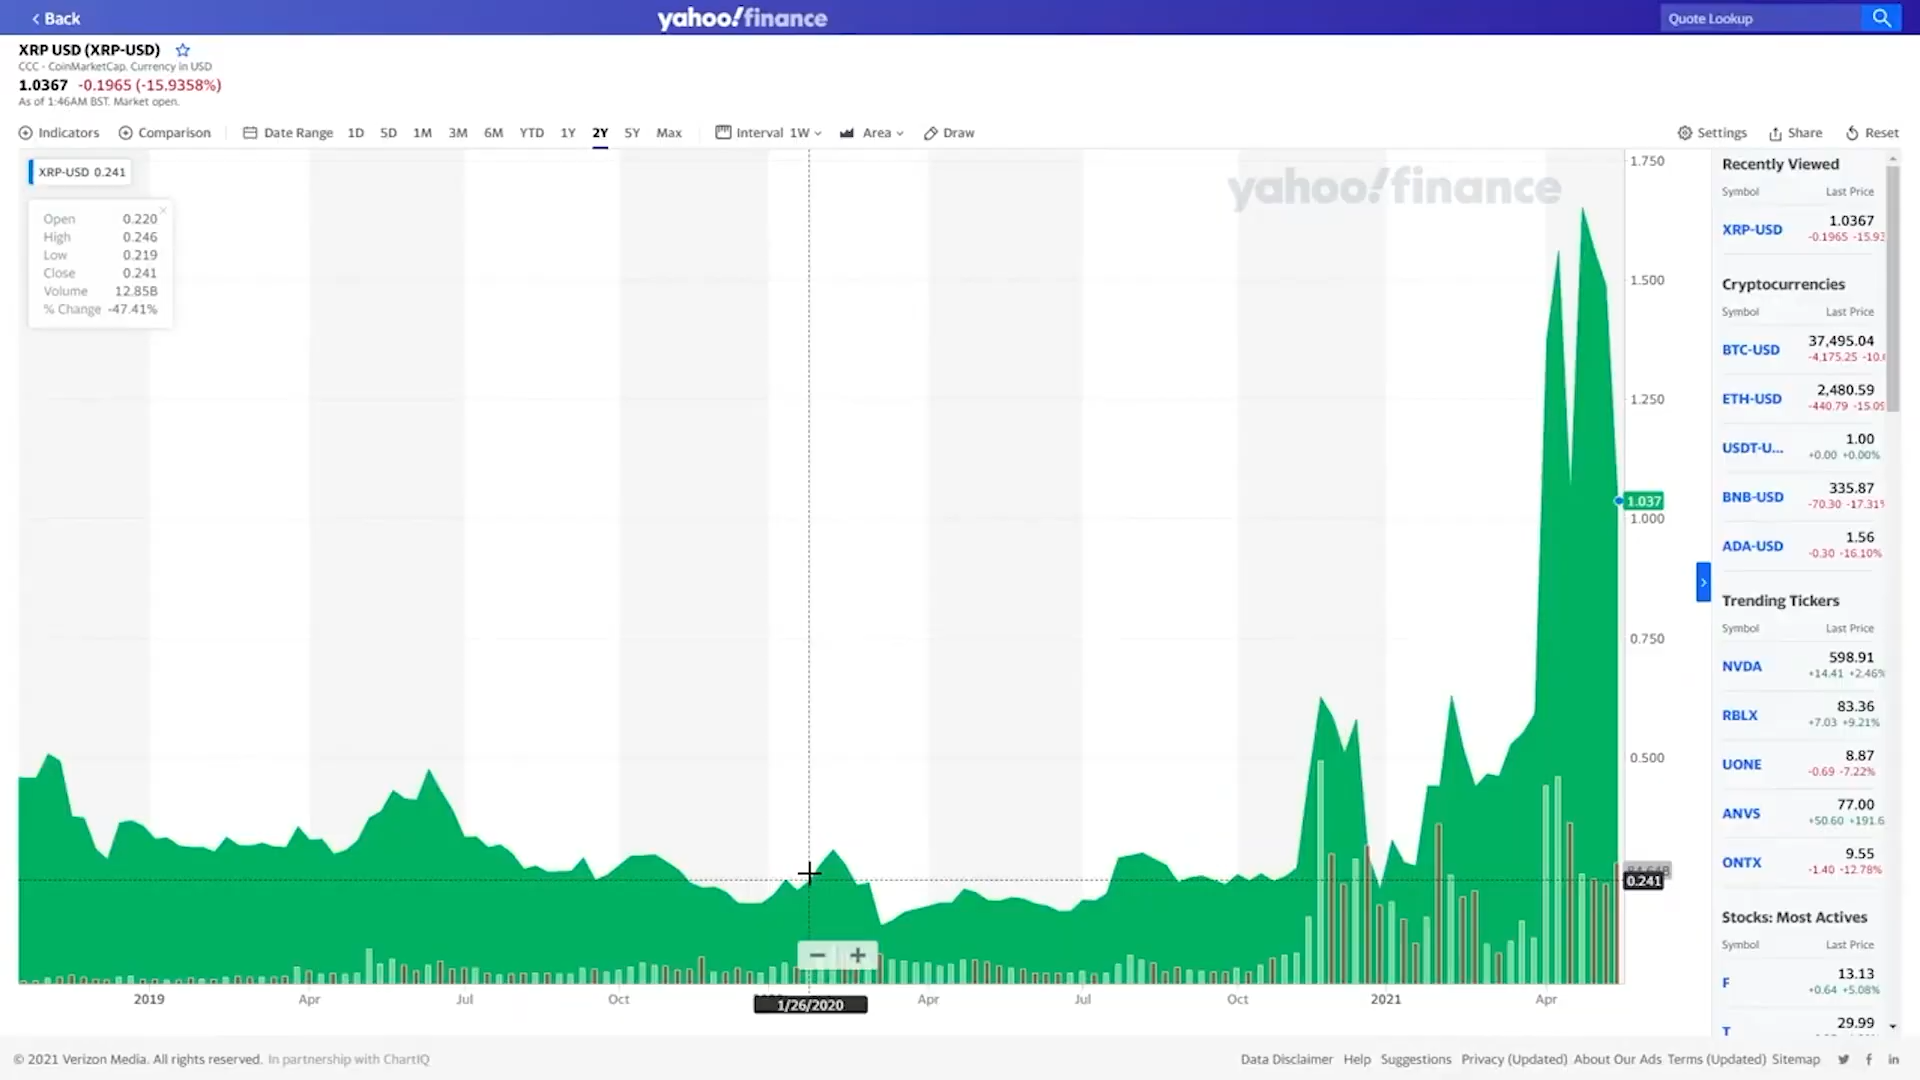 Back
yahoo!finance
Quote Lookup
XRP USD (XRP-USD)
CCC - CoinMarketCap. Currency in USD
1.0367 -0.1965 (-15.9358%)
As of 1:46AM BST. Market open.
Indicators Comparison Date Range 1D 5D 1M 3M 6M YTD 1Y 2Y 5Y Max Interval 1W Area Draw Settings Share Reset
XRP-USD 0.241
Open 0.220
High 0.246
Low 0.219
Close 0.241
Volume 12.85B
% Change -47.41%
yahoo!finance
1.750
1.500
1.250
1.037
1.000
0.750
0.500
0.241
2019 Apr Jul Oct 1/26/2020 Apr Jul Oct 2021 Apr
Recently Viewed
Symbol Last Price
XRP-USD 1.0367
-0.1965 -15.93
Cryptocurrencies
Symbol Last Price
BTC-USD 37,495.04
-4,175.25 -10.
ETH-USD 2,480.59
-440.79 -15.09
USDT-U... 1.00
+0.00 +0.00%
BNB-USD 335.87
-70.30 -17.31%
ADA-USD 1.56
-0.30 -16.10%
Trending Tickers
Symbol Last Price
NVDA 598.91
+14.41 +2.46%
RBLX 83.36
+7.03 +9.21%
UONE 8.87
-0.69 -7.22%
ANVS 77.00
+50.60 +191.6
ONTX 9.55
-1.40 -12.78%
Stocks: Most Actives
Symbol Last Price
F 13.13
+0.64 +5.08%
T 29.99
© 2021 Verizon Media. All rights reserved. In partnership with ChartIQ
Data Disclaimer Help Suggestions Privacy (Updated) About Our Ads Terms (Updated) Sitemap